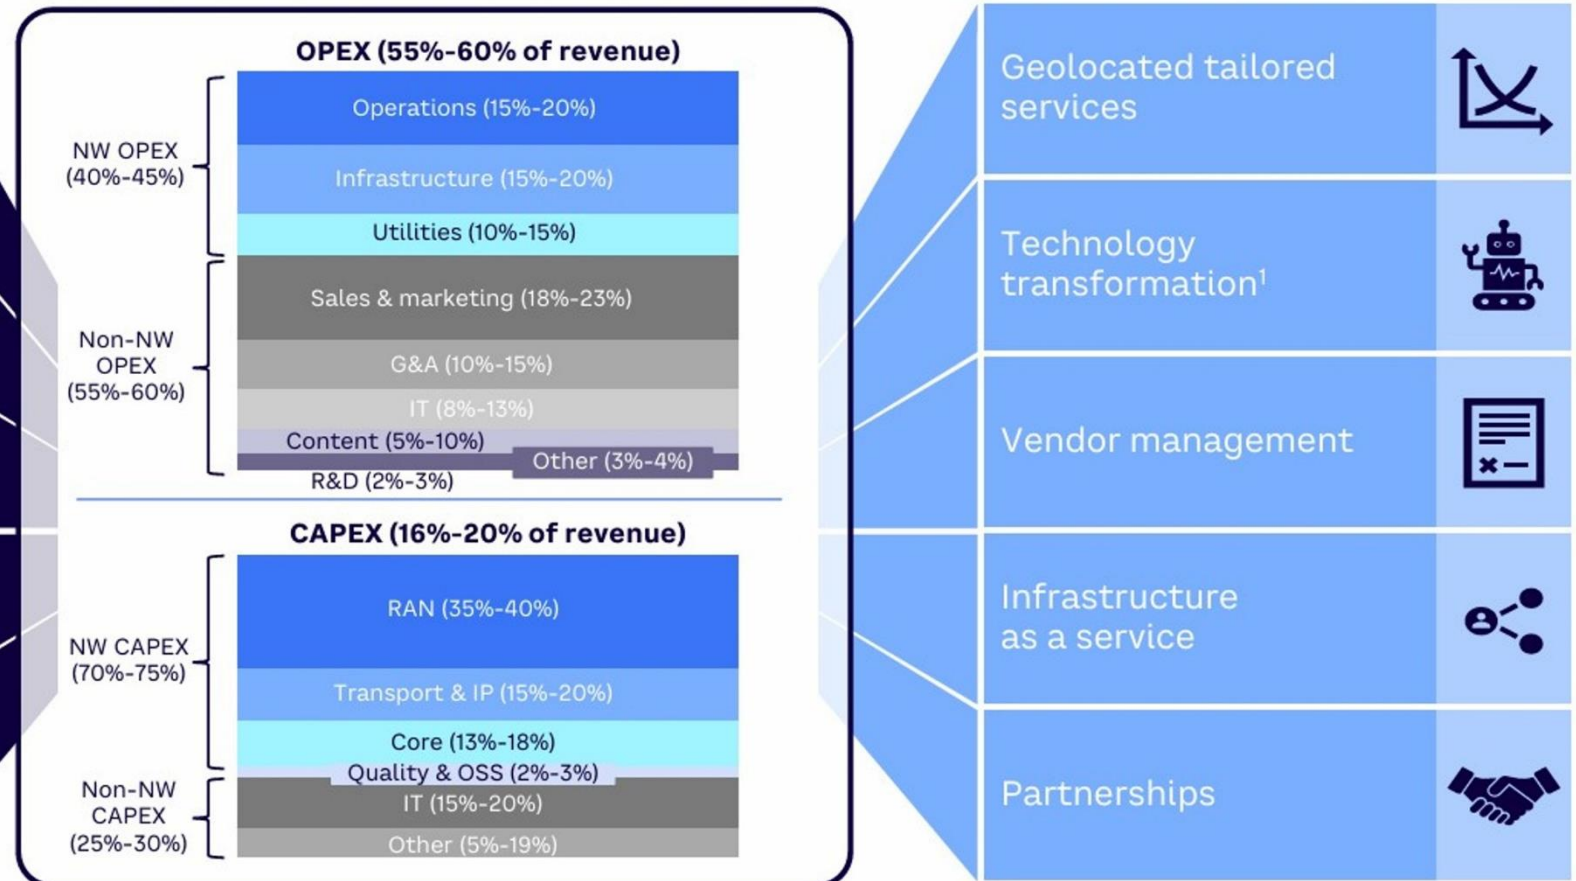 OPEX (55%-60% of revenue)
NW OPEX
(40%-45%)
Operations (15%-20%)
Infrastructure (15%-20%)
Utilities (10%-15%)
Non-NW
OPEX
(55%-60%)
Sales & marketing (18%-23%)
G&A (10%-15%)
IT (8%-13%)
Content (5%-10%)
Other (3%-4%)
R&D (2%-3%)
CAPEX (16%-20% of revenue)
NW CAPEX
(70%-75%)
RAN (35%-40%)
Transport & IP (15%-20%)
Core (13%-18%)
Quality & OSS (2%-3%)
Non-NW
CAPEX
(25%-30%)
IT (15%-20%)
Other (5%-19%)
Geolocated tailored
services
Technology
transformation¹
Vendor management
Infrastructure
as a service
Partnerships